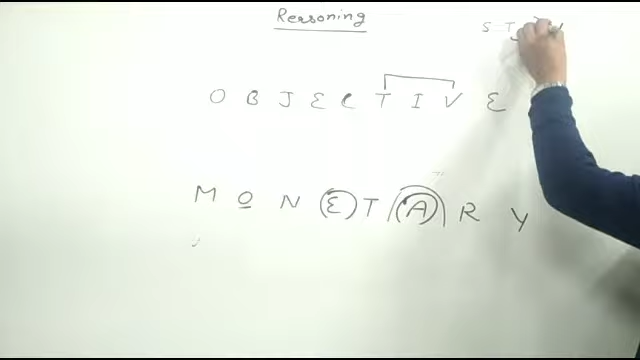 Reasoning
S T
O B J E C T I V E
M O N E T A R Y